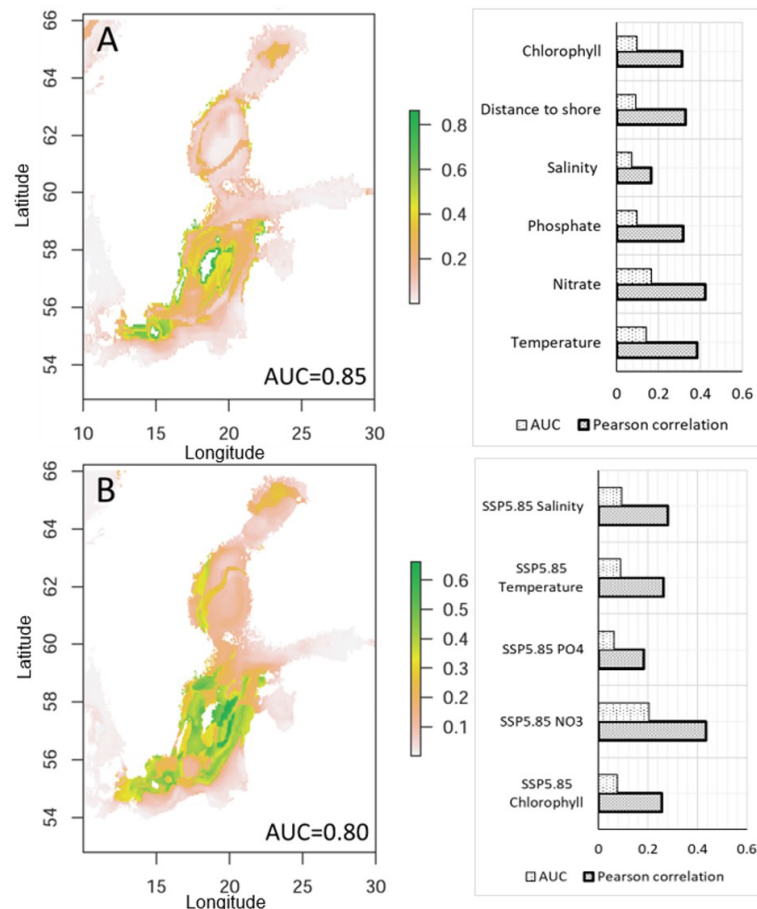 A
Latitude
66
64
62
60
58
56
54
AUC=0.85
10 15 20 25 30
Longitude
0.8
0.6
0.4
0.2
Chlorophyll
Distance to shore
Salinity
Phosphate
Nitrate
Temperature
0 0.2 0.4 0.6
AUC Pearson correlation
B
Latitude
66
64
62
60
58
56
54
AUC=0.80
15 20 25 30
Longitude
0.6
0.5
0.4
0.3
0.2
0.1
SSP5.85 Salinity
SSP5.85
Temperature
SSP5.85 PO4
SSP5.85 NO3
SSP5.85
Chlorophyll
0 0.2 0.4 0.6
AUC Pearson correlation